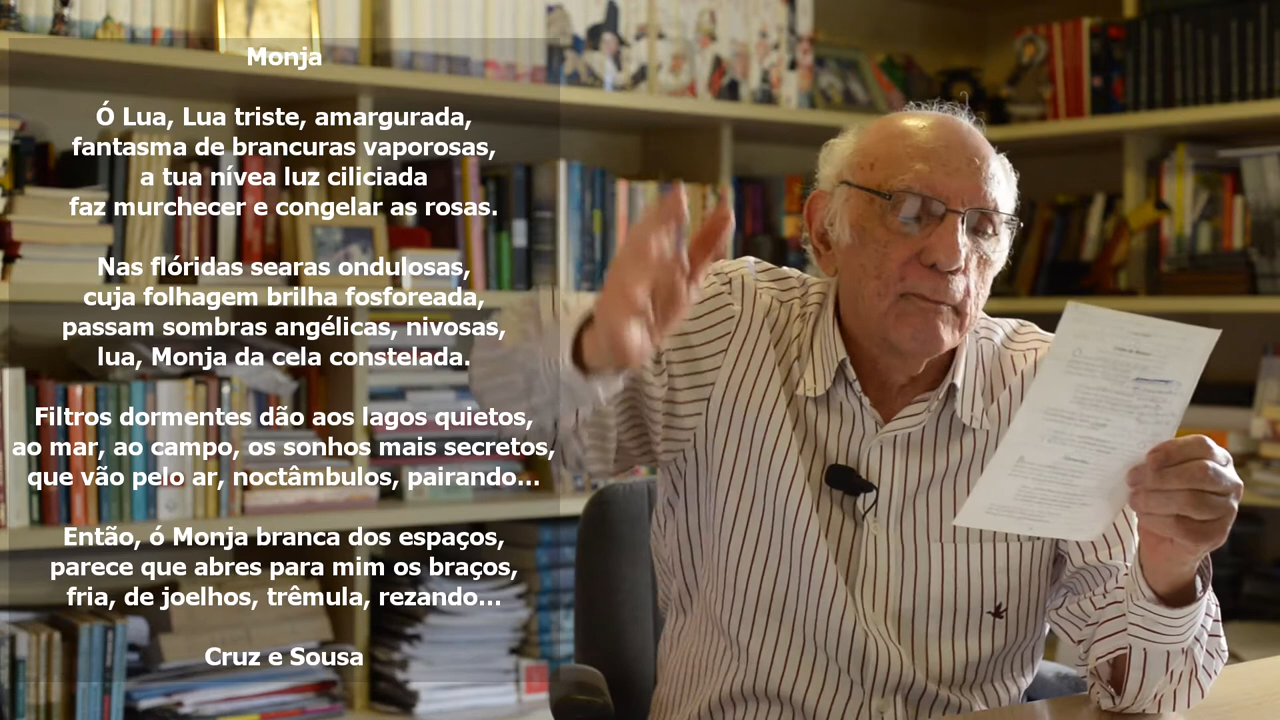 Monja
Ó Lua, Lua triste, amargurada,
fantasma de brancuras vaporosas,
a tua nívea luz ciliciada
faz murchecer e congelar as rosas.
Nas flóridas searas ondulosas,
cuja folhagem brilha fosforeada,
passam sombras angélicas, nivosas,
lua, Monja da cela constelada.
Filtros dormentes dão aos lagos quietos,
ao mar, ao campo, os sonhos mais secretos,
que vão pelo ar, noctâmbulos, pairando...
Então, ó Monja branca dos espaços,
parece que abres para mim os braços,
fria, de joelhos, trêmula, rezando...
Cruz e Sousa